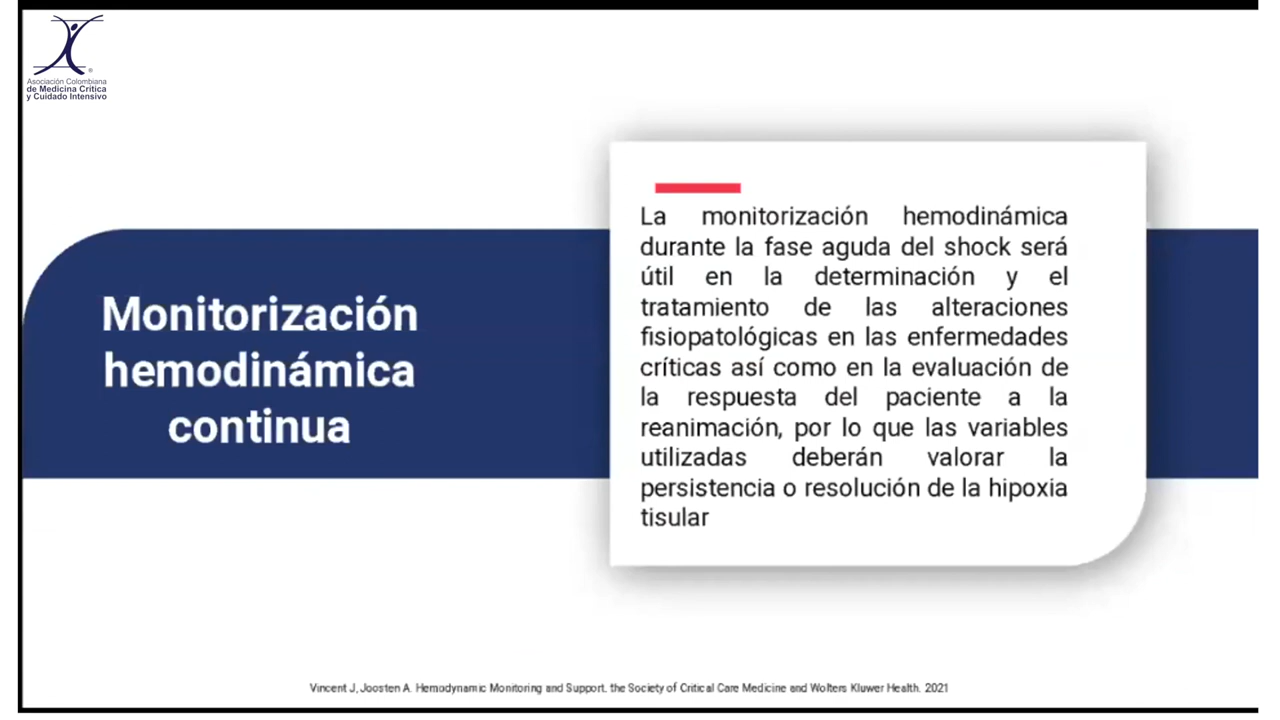 Asociación Colombiana
de Medicina Crítica
y Cuidado Intensivo
Monitorización
hemodinámica
continua
La monitorización hemodinámica
durante la fase aguda del shock será
útil en la determinación y el
tratamiento de las alteraciones
fisiopatológicas en las enfermedades
críticas así como en la evaluación de
la respuesta del paciente a la
reanimación, por lo que las variables
utilizadas deberán valorar la
persistencia o resolución de la hipoxia
tisular
Vincent J, Joosten A. Hemodynamic Monitoring and Support. the Society of Critical Care Medicine and Wolters Kluwer Health. 2021